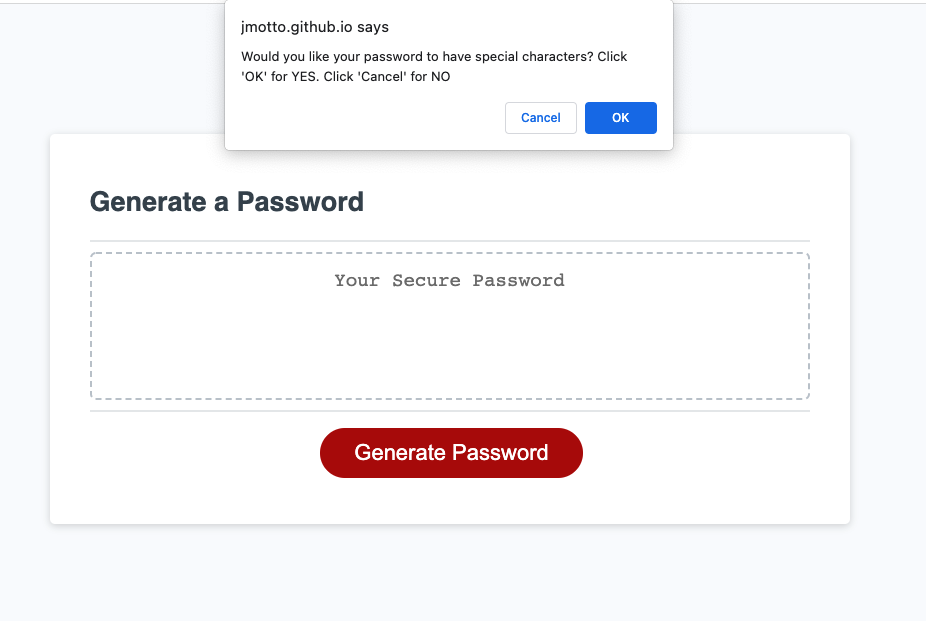 jmotto.github.io says
Would you like your password to have special characters? Click
'OK' for YES. Click 'Cancel' for NO
Cancel
OK
Generate a Password
Your Secure Password
Generate Password